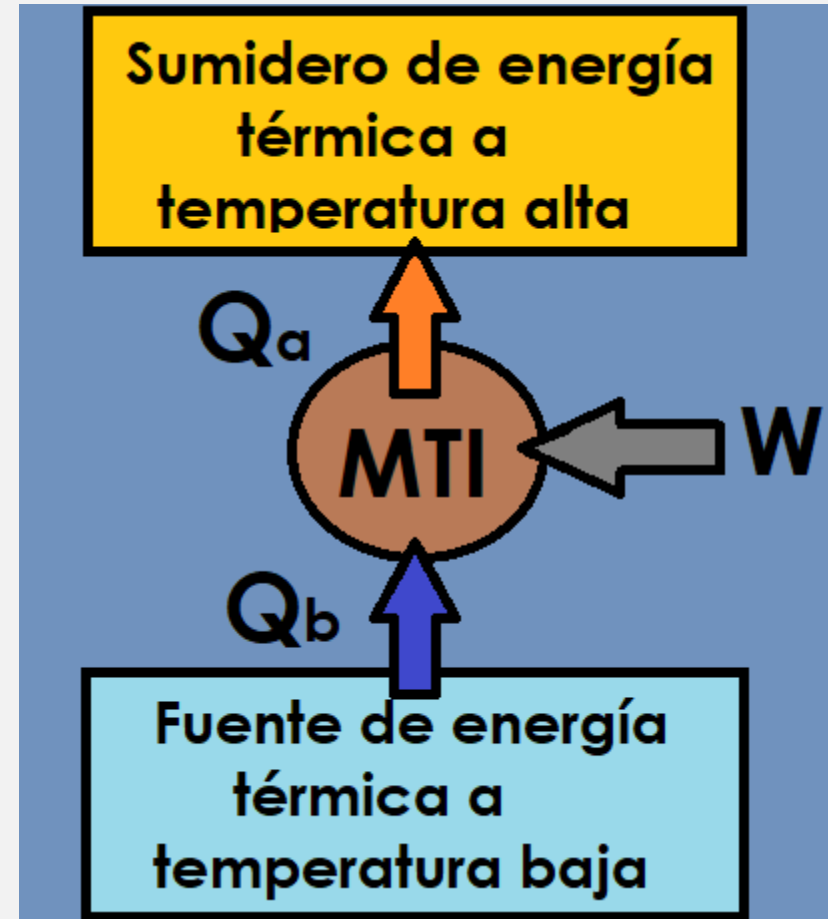 Sumidero de energía
térmica a
temperatura alta
Qa
MTI
W
Qb
Fuente de energía
térmica a
temperatura baja